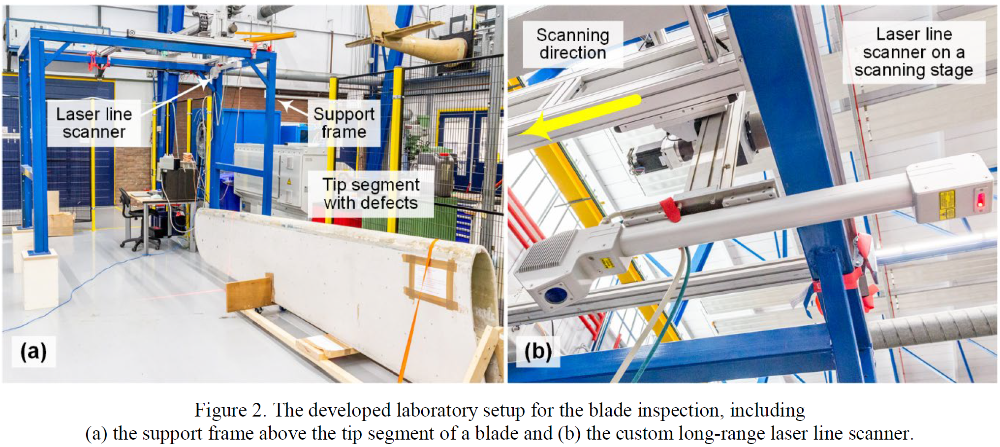 Laser line
scanner
Support
frame
Tip segment
with defects
(a)
Scanning
direction
Laser line
scanner on a
scanning stage
(b)
Figure 2. The developed laboratory setup for the blade inspection, including
(a) the support frame above the tip segment of a blade and (b) the custom long-range laser line scanner.